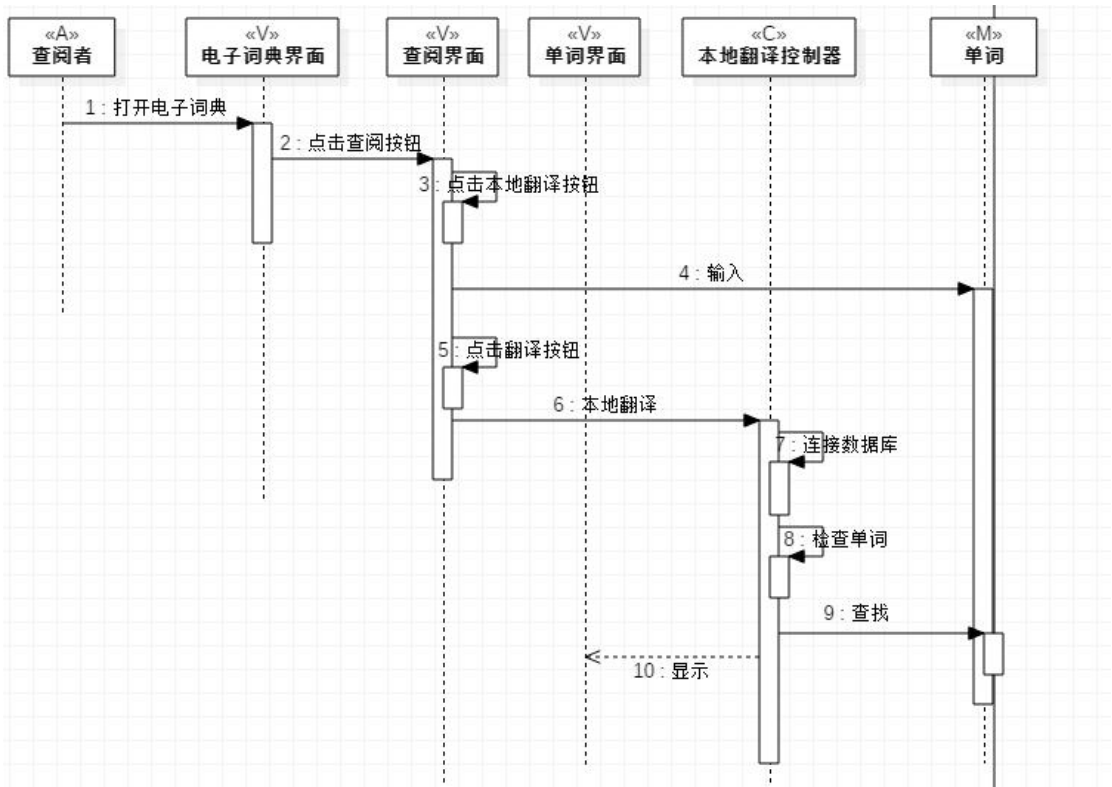 «A»
查阅者
«V»
电子词典界面
«V»
查阅界面
«V»
单词界面
«C»
本地翻译控制器
«M»
单词
1 : 打开电子词典
2 : 点击查阅按钮
3 : 点击本地翻译按钮
4 : 输入
5 : 点击翻译按钮
6 : 本地翻译
7 : 连接数据库
8 : 检查单词
9 : 查找
10 : 显示